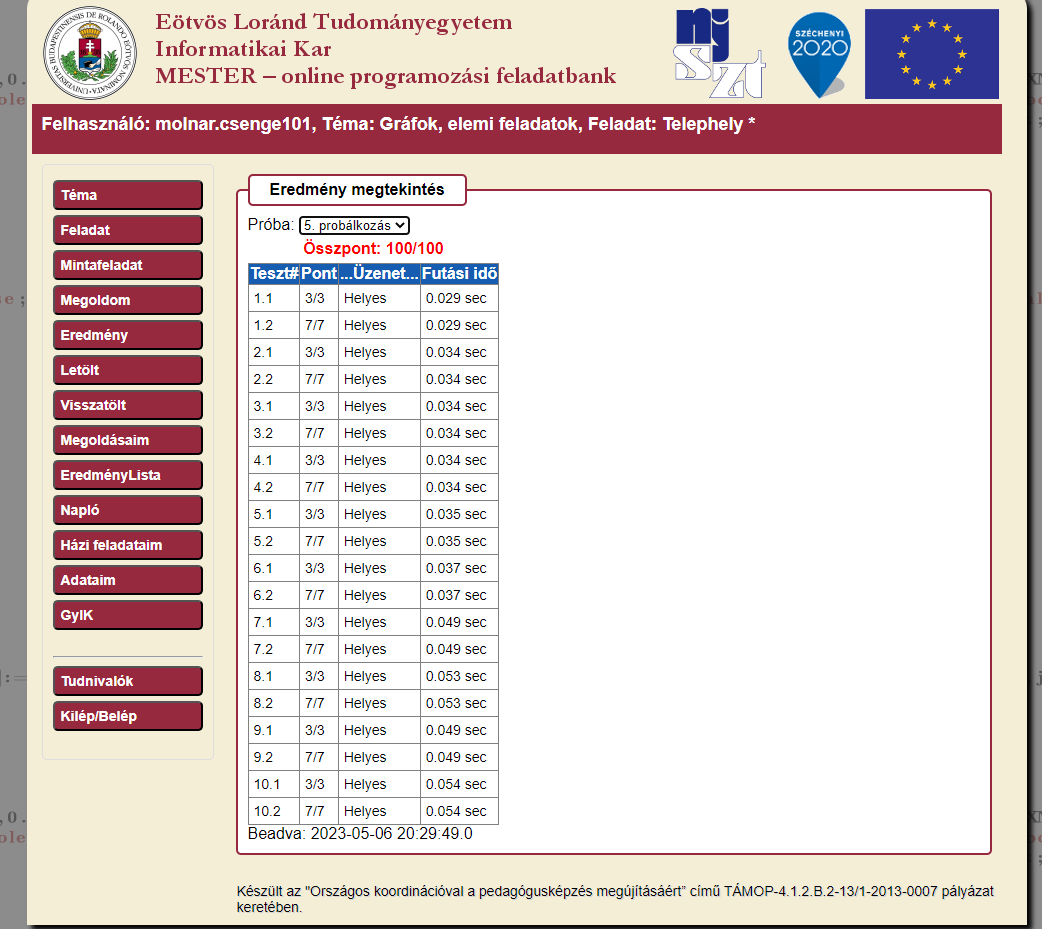 Eötvös Loránd Tudományegyetem
Informatikai Kar
MESTER – online programozási feladatbank
SZÉCHENYI
2020
Felhasználó: molnar.csenge101, Téma: Gráfok, elemi feladatok, Feladat: Telephely *
Téma
Feladat
Mintafeladat
Megoldom
Eredmény
Letölt
Visszatölt
Megoldásaim
EredményLista
Napló
Házi feladataim
Adataim
GyIK
Tudnivalók
Kilép/Belép
Eredmény megtekintés
Próba: 5. probálkozás
Összpont: 100/100
Teszt# Pont ...Üzenet... Futási idő
1.1 3/3 Helyes 0.029 sec
1.2 7/7 Helyes 0.029 sec
2.1 3/3 Helyes 0.034 sec
2.2 7/7 Helyes 0.034 sec
3.1 3/3 Helyes 0.034 sec
3.2 7/7 Helyes 0.034 sec
4.1 3/3 Helyes 0.034 sec
4.2 7/7 Helyes 0.034 sec
5.1 3/3 Helyes 0.035 sec
5.2 7/7 Helyes 0.035 sec
6.1 3/3 Helyes 0.037 sec
6.2 7/7 Helyes 0.037 sec
7.1 3/3 Helyes 0.049 sec
7.2 7/7 Helyes 0.049 sec
8.1 3/3 Helyes 0.053 sec
8.2 7/7 Helyes 0.053 sec
9.1 3/3 Helyes 0.049 sec
9.2 7/7 Helyes 0.049 sec
10.1 3/3 Helyes 0.054 sec
10.2 7/7 Helyes 0.054 sec
Beadva: 2023-05-06 20:29:49.0
Készült az "Országos koordinációval a pedagógusképzés megújításáért” című TÁMOP-4.1.2.B.2-13/1-2013-0007 pályázat
keretében.